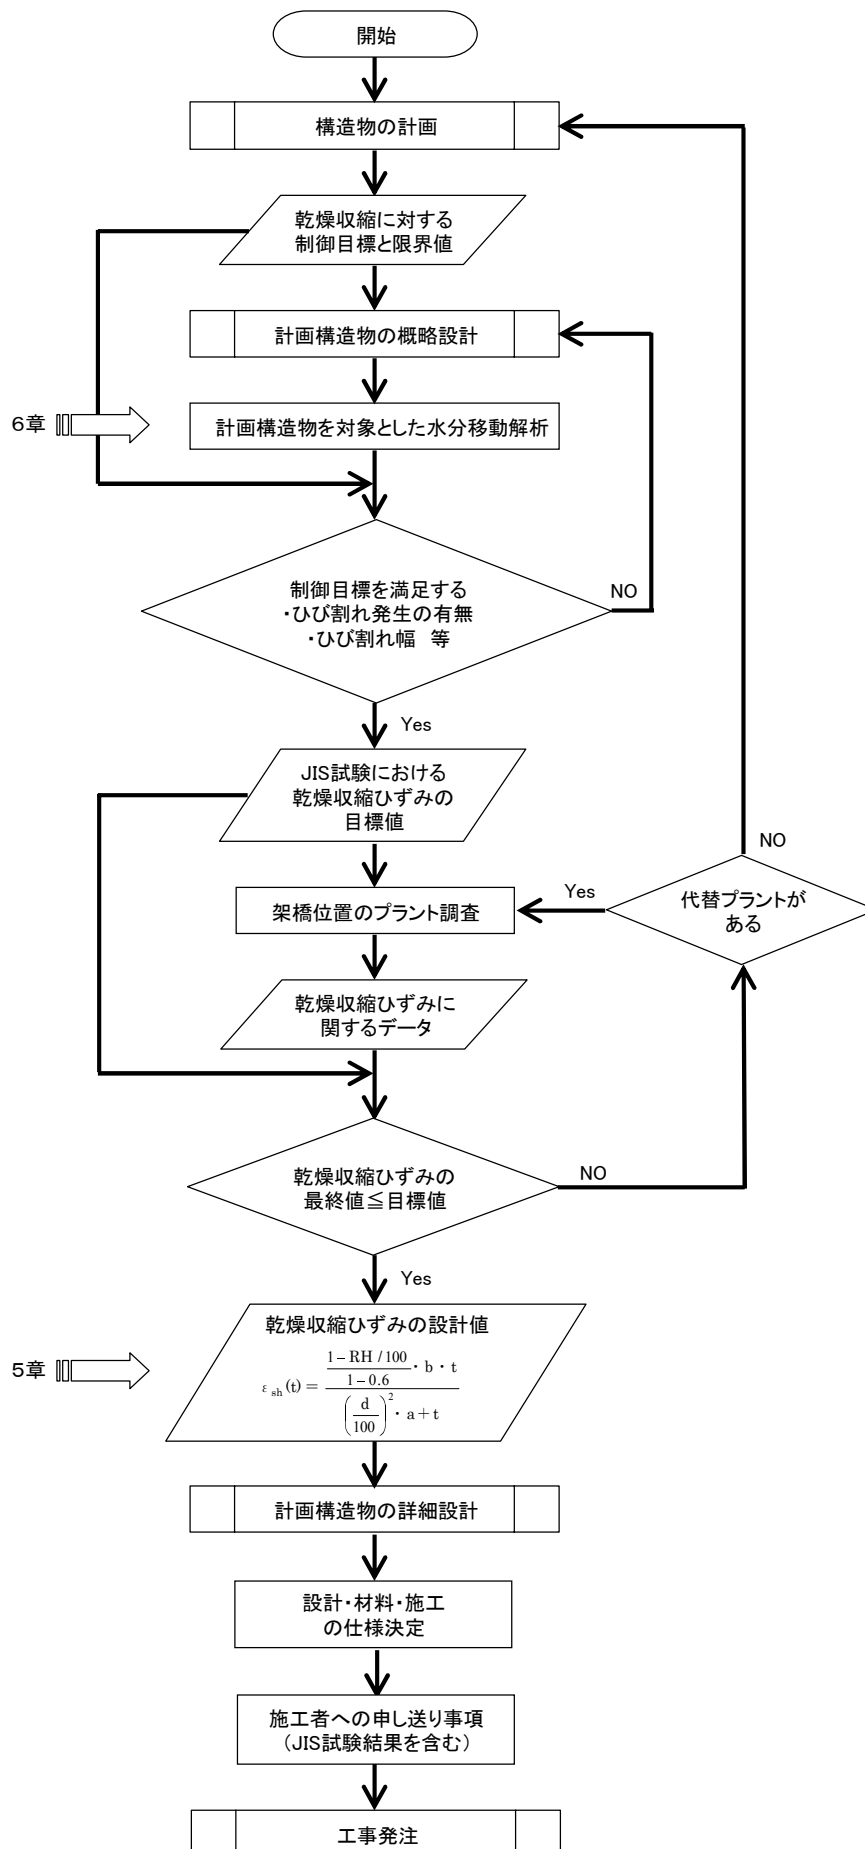 開始
構造物の計画
乾燥収縮に対する
制御目標と限界値
計画構造物の概略設計
6章
計画構造物を対象とした水分移動解析
制御目標を満足する
・ひび割れ発生の有無
・ひび割れ幅　等
NO
Yes
JIS試験における
乾燥収縮ひずみの
目標値
NO
代替プラントが
ある
Yes
架橋位置のプラント調査
乾燥収縮ひずみに
関するデータ
乾燥収縮ひずみの
最終値≦目標値
NO
Yes
5章
乾燥収縮ひずみの設計値
1－RH／100
ε sh (t) = ――― ・ b ・ t
1－0.6
(d/100)² ・ a＋t
計画構造物の詳細設計
設計・材料・施工
の仕様決定
施工者への申し送り事項
（JIS試験結果を含む）
工事発注